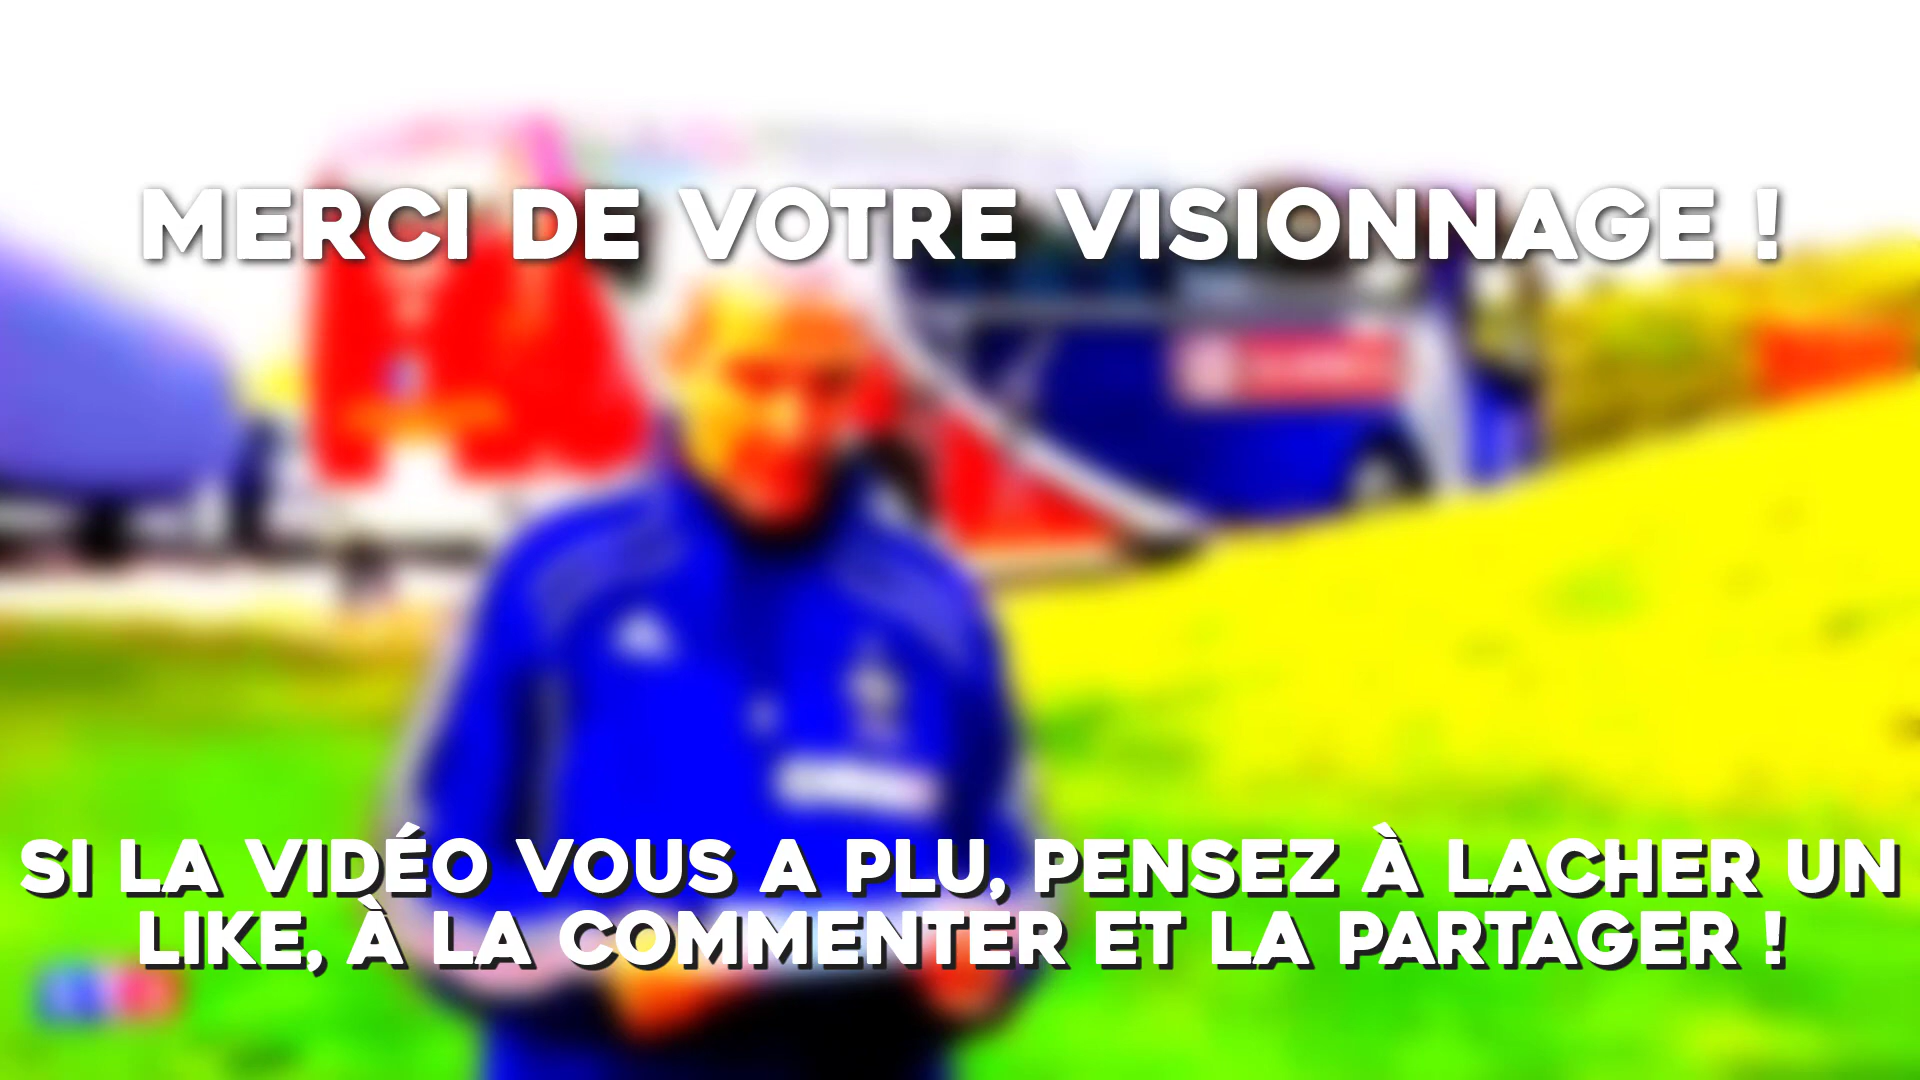 MERCI DE VOTRE VISIONNAGE !
SI LA VIDÉO VOUS A PLU, PENSEZ À LACHER UN
LIKE, À LA COMMENTER ET LA PARTAGER !